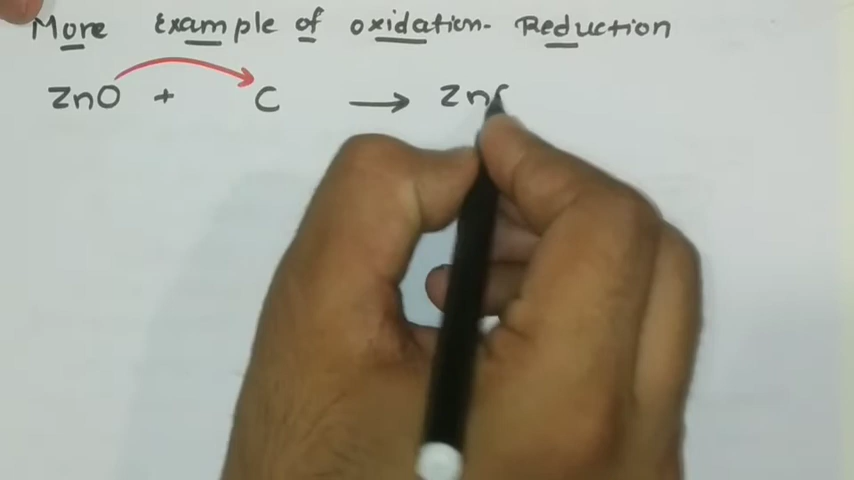 More Example of oxidation- Reduction
ZnO + C → Zn